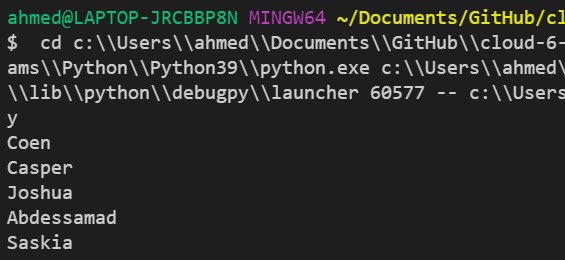 ahmed@LAPTOP-JRCBBP8N MINGW64 ~/Documents/GitHub/cl
$  cd c:\\Users\\ahmed\\Documents\\GitHub\\cloud-6-
ams\\Python\\Python39\\python.exe c:\\Users\\ahmed\
\\lib\\python\\debugpy\\launcher 60577 -- c:\\Users
y
Coen
Casper
Joshua
Abdessamad
Saskia